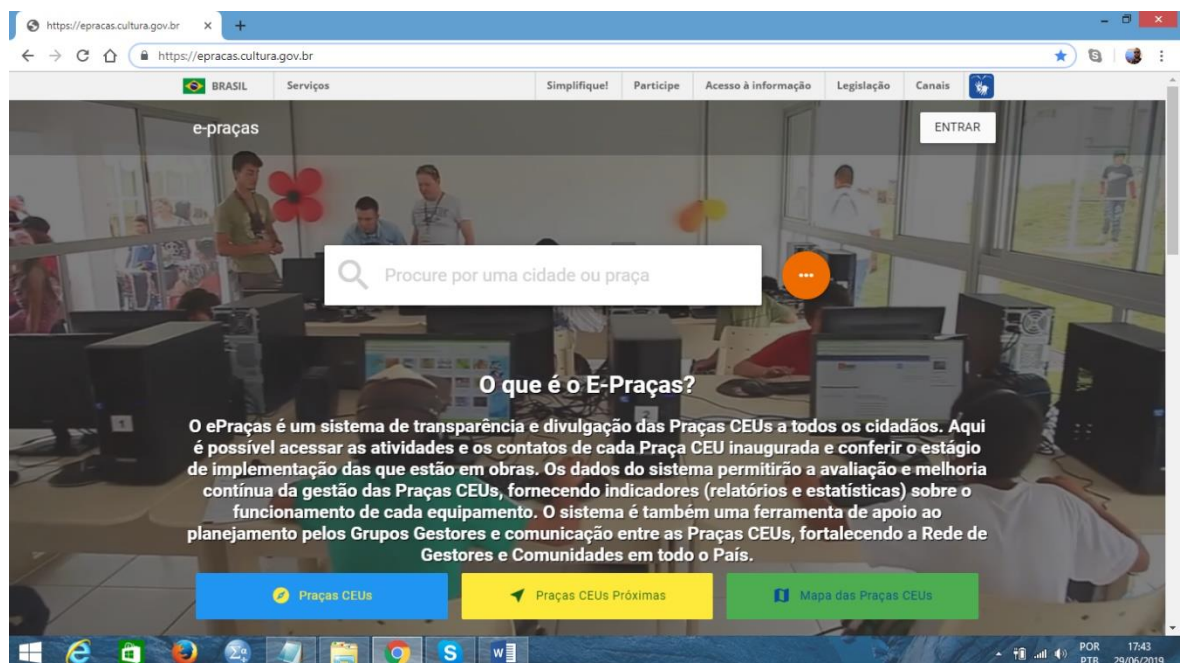 https://epracas.cultura.gov.br
https://epracas.cultura.gov.br
BRASIL Serviços Simplifique! Participe Acesso à informação Legislação Canais
e-praças ENTRAR
Procure por uma cidade ou praça
O que é o E-Praças?
O ePraças é um sistema de transparência e divulgação das Praças CEUs a todos os cidadãos. Aqui
é possível acessar as atividades e os contatos de cada Praça CEU inaugurada e conferir o estágio
de implementação das que estão em obras. Os dados do sistema permitirão a avaliação e melhoria
contínua da gestão das Praças CEUs, fornecendo indicadores (relatórios e estatísticas) sobre o
funcionamento de cada equipamento. O sistema é também uma ferramenta de apoio ao
planejamento pelos Grupos Gestores e comunicação entre as Praças CEUs, fortalecendo a Rede de
Gestores e Comunidades em todo o País.
Praças CEUs Praças CEUs Próximas Mapa das Praças CEUs
POR 17:43
PTB 29/06/2019